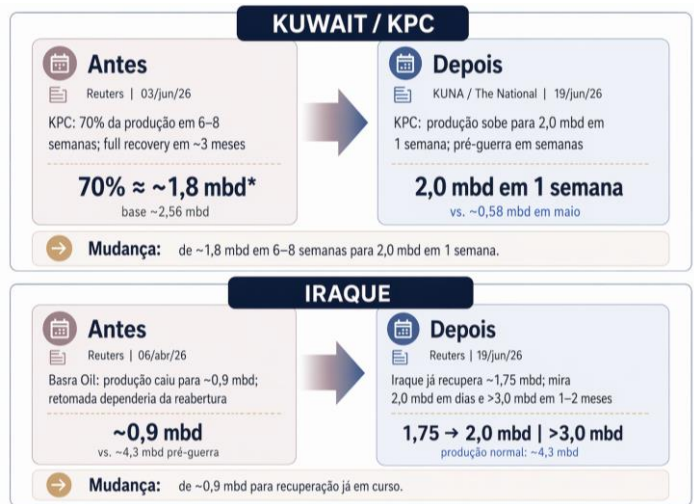 KUWAIT / KPC
Antes
Reuters | 03/jun/26
KPC: 70% da produção em 6–8
semanas; full recovery em ~3 meses
70% ≈ ~1,8 mbd*
base ~2,56 mbd
Depois
KUNA / The National | 19/jun/26
KPC: produção sobe para 2,0 mbd em
1 semana; pré-guerra em semanas
2,0 mbd em 1 semana
vs. ~0,58 mbd em maio
Mudança: de ~1,8 mbd em 6–8 semanas para 2,0 mbd em 1 semana.
IRAQUE
Antes
Reuters | 06/abr/26
Basra Oil: produção caiu para ~0,9 mbd;
retomada dependeria da reabertura
~0,9 mbd
vs. ~4,3 mbd pré-guerra
Depois
Reuters | 19/jun/26
Iraque já recupera ~1,75 mbd; mira
2,0 mbd em dias e >3,0 mbd em 1–2 meses
1,75 → 2,0 mbd | >3,0 mbd
produção normal: ~4,3 mbd
Mudança: de ~0,9 mbd para recuperação já em curso.